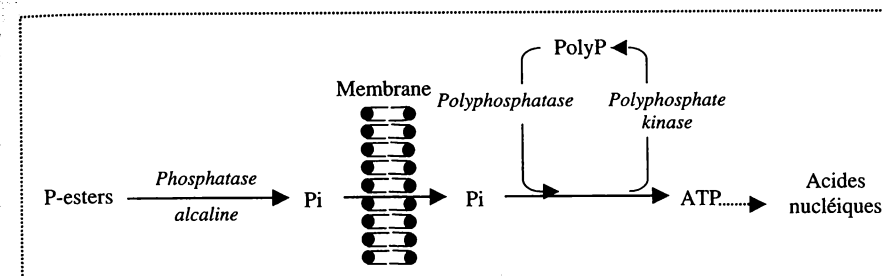 PolyP
Membrane
Polyphosphatase
Polyphosphate
kinase
P-esters
Phosphatase
alcaline
Pi
Pi
ATP
Acides
nucléiques